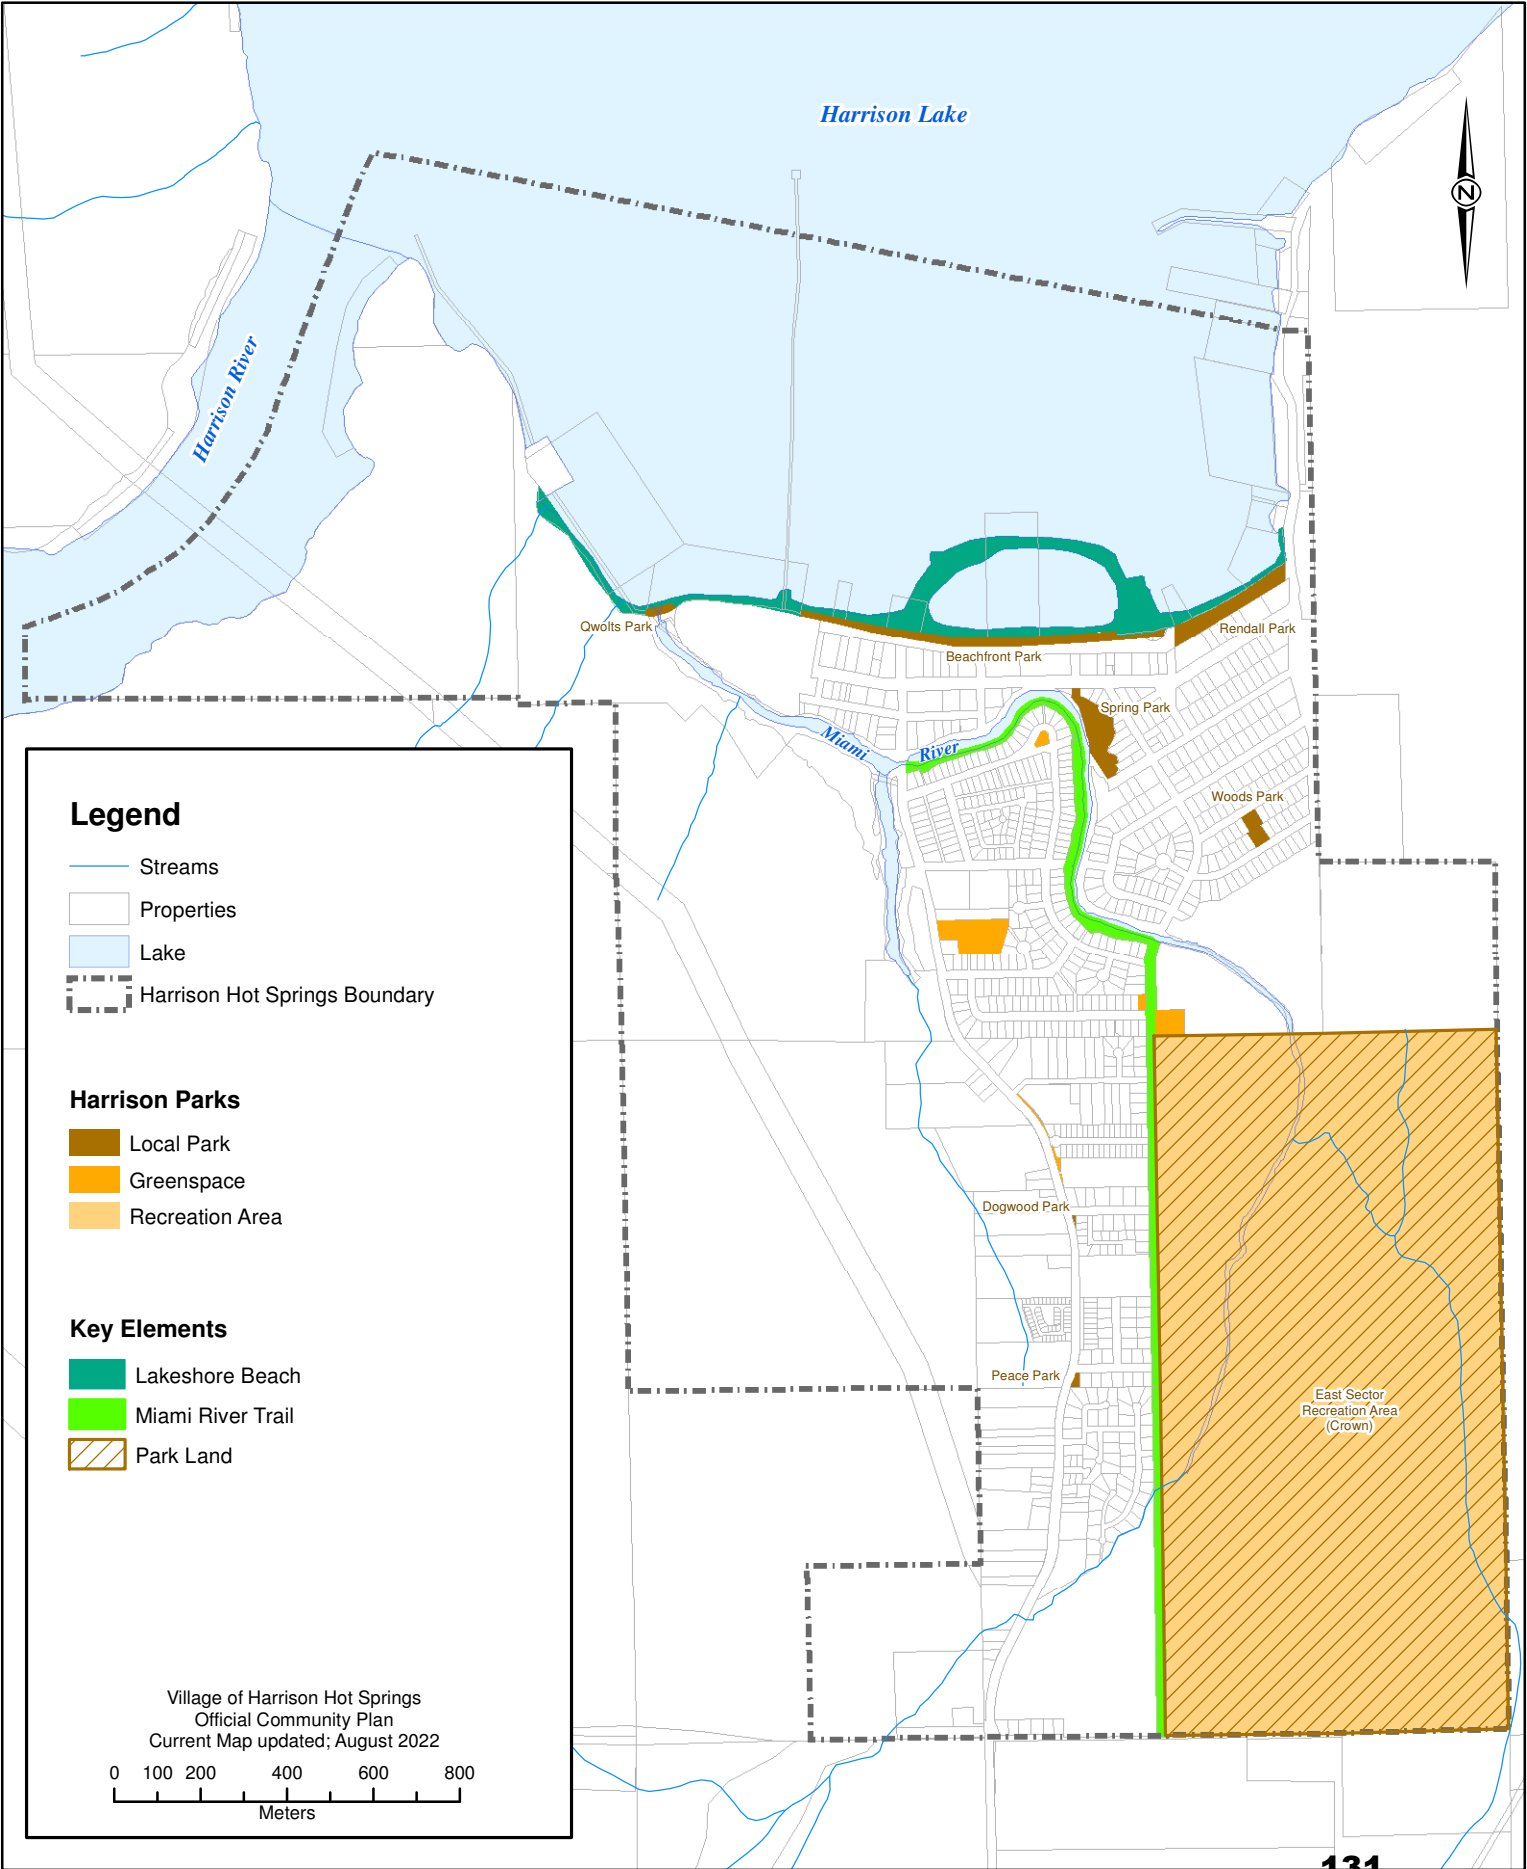 Harrison Lake
N
Harrison River
Qwolts Park
Beachfront Park
Rendall Park
Spring Park
Miami River
Woods Park
Dogwood Park
Peace Park
East Sector
Recreation Area
(Crown)
Legend
Streams
Properties
Lake
Harrison Hot Springs Boundary
Harrison Parks
Local Park
Greenspace
Recreation Area
Key Elements
Lakeshore Beach
Miami River Trail
Park Land
Village of Harrison Hot Springs
Official Community Plan
Current Map updated; August 2022
0 100 200 400 600 800
Meters
131